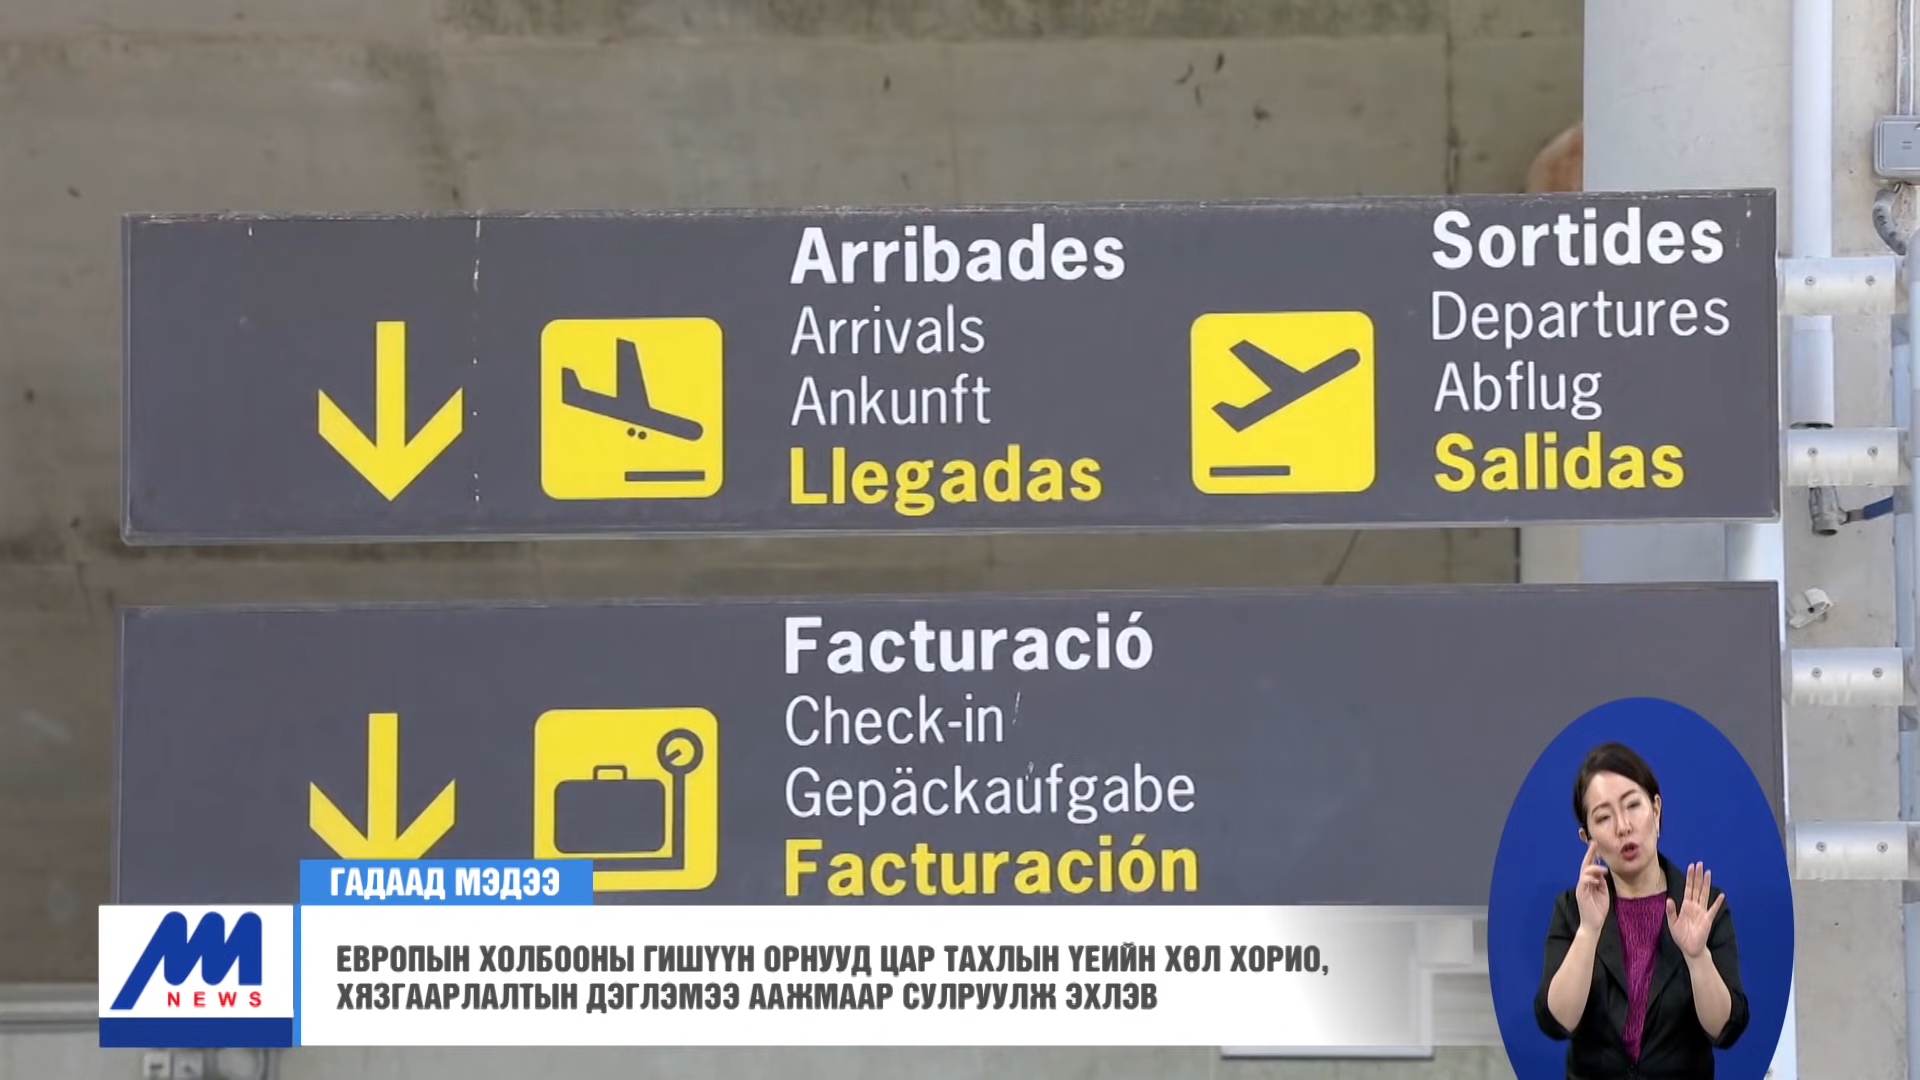 Arribades
Arrivals
Ankunft
Llegadas
Sortides
Departures
Abflug
Salidas
Facturació
Check-in
Gepäckaufgabe
Facturación
ГАДААД МЭДЭЭ
NEWS
ЕВРОПЫН ХОЛБООНЫ ГИШҮҮН ОРНУУД ЦАР ТАХЛЫН ҮЕИЙН ХӨЛ ХОРИО,
ХЯЗГААРЛАЛТЫН ДЭГЛЭМЭЭ ААЖМААР СУЛРУУЛЖ ЭХЛЭВ